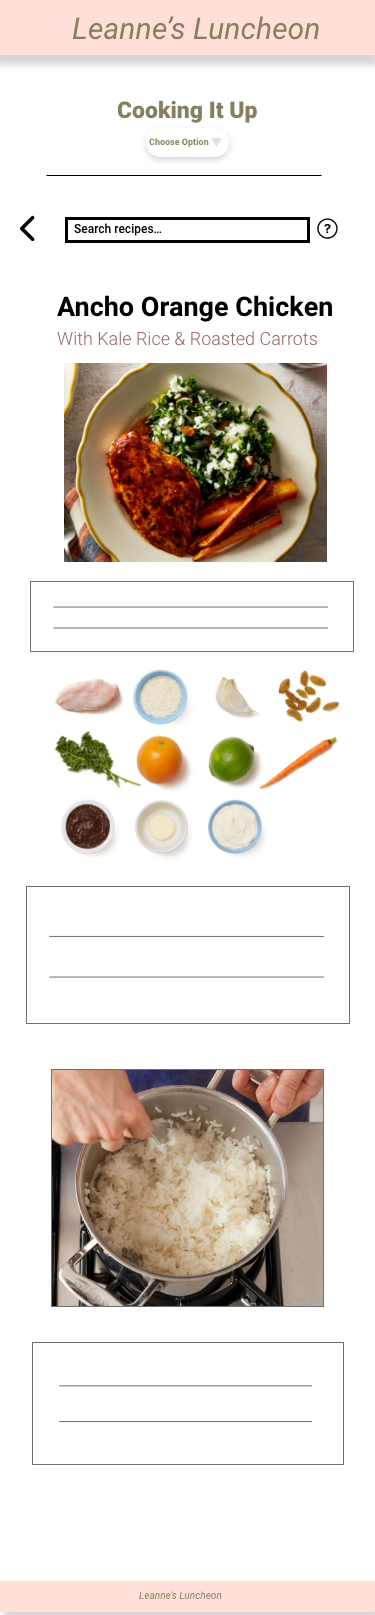 Leanne’s Luncheon
Cooking It Up
Choose Option
Search recipes...
?
Ancho Orange Chicken
With Kale Rice & Roasted Carrots
Leanne's Luncheon